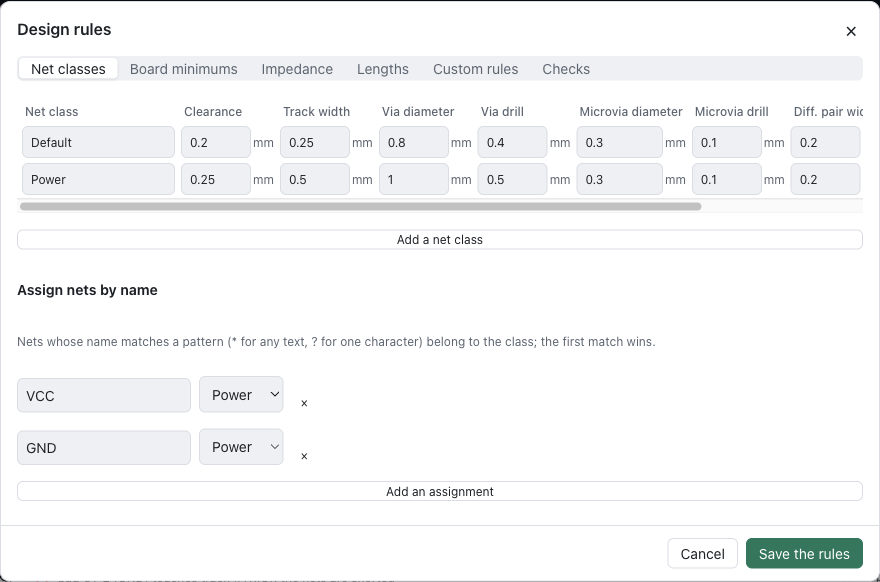 Design rules
×
Net classes Board minimums Impedance Lengths Custom rules Checks
Net class Clearance Track width Via diameter Via drill Microvia diameter Microvia drill Diff. pair
Default 0.2 mm 0.25 mm 0.8 mm 0.4 mm 0.3 mm 0.1 mm 0.2
Power 0.25 mm 0.5 mm 1 mm 0.5 mm 0.3 mm 0.1 mm 0.2
Add a net class
Assign nets by name
Nets whose name matches a pattern (* for any text, ? for one character) belong to the class; the first match wins.
VCC Power ×
GND Power ×
Add an assignment
Cancel Save the rules